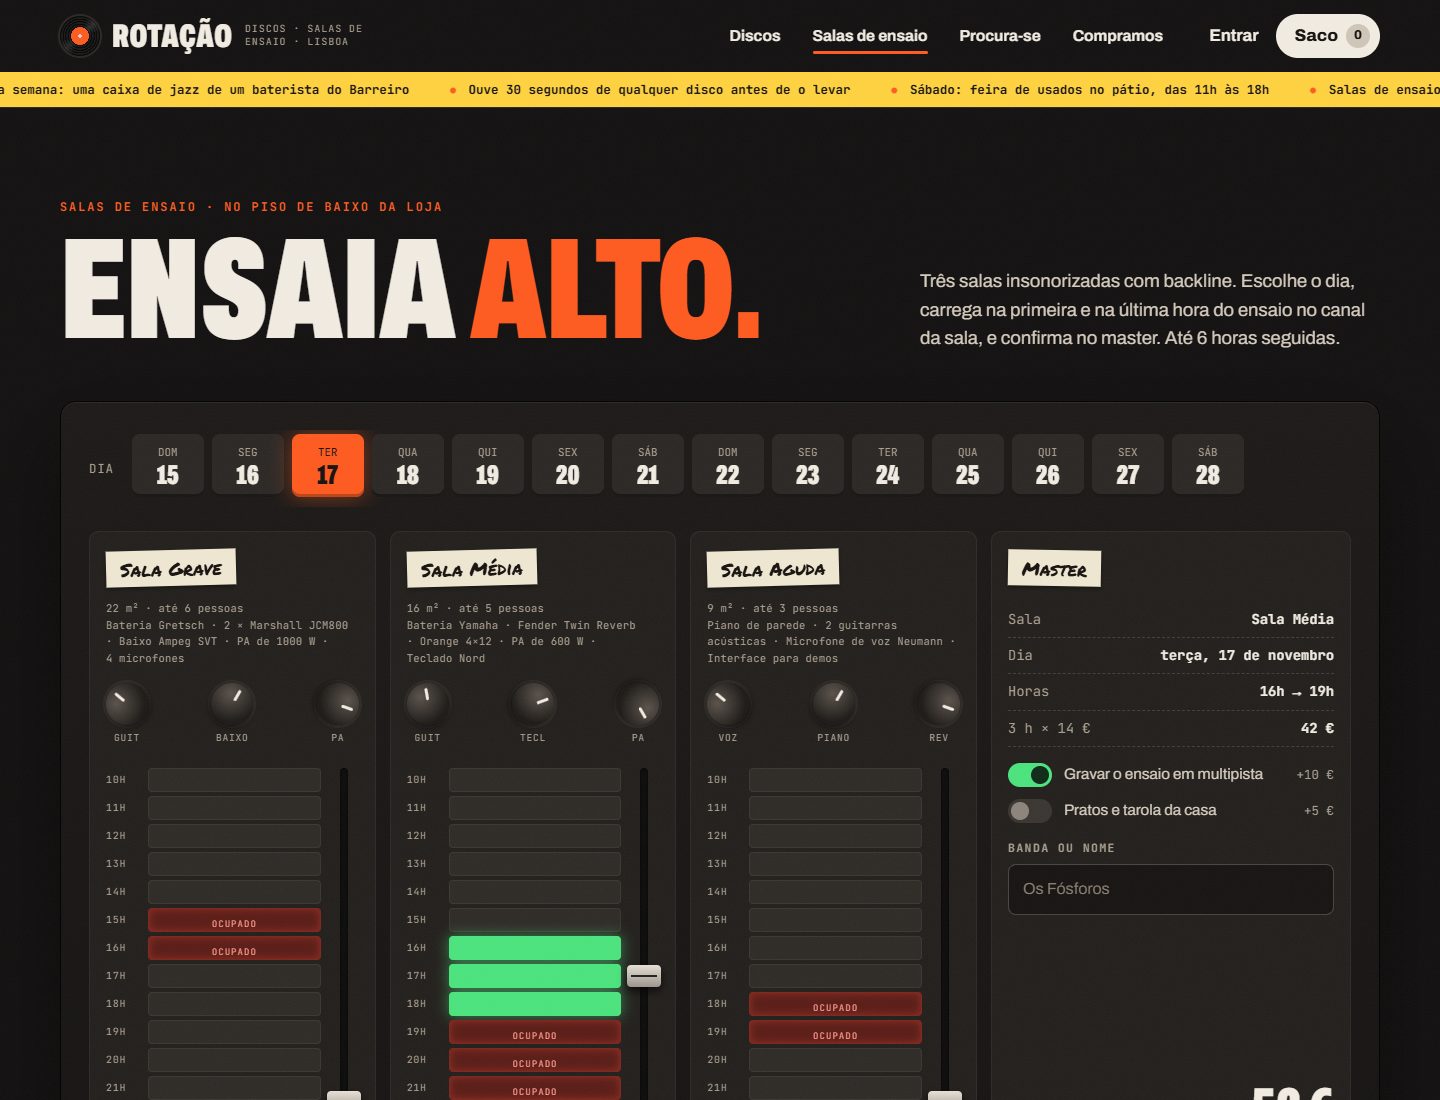 ROTAÇÃO
DISCOS · SALAS DE
ENSAIO · LISBOA
Discos
Salas de ensaio
Procura-se
Compramos
Entrar
Saco 0
a semana: uma caixa de jazz de um baterista do Barreiro • Ouve 30 segundos de qualquer disco antes de o levar • Sábado: feira de usados no pátio, das 11h às 18h • Salas de ensaio
SALAS DE ENSAIO · NO PISO DE BAIXO DA LOJA
ENSAIA ALTO.
Três salas insonorizadas com backline. Escolhe o dia,
carrega na primeira e na última hora do ensaio no canal
da sala, e confirma no master. Até 6 horas seguidas.
DIA
DOM 15
SEG 16
TER 17
QUA 18
QUI 19
SEX 20
SÁB 21
DOM 22
SEG 23
TER 24
QUA 25
QUI 26
SEX 27
SÁB 28
Sala Grave
22 m² · até 6 pessoas
Bateria Gretsch · 2 × Marshall JCM800
· Baixo Ampeg SVT · PA de 1000 W ·
4 microfones
GUIT BAIXO PA
10H
11H
12H
13H
14H
15H OCUPADO
16H OCUPADO
17H
18H
19H
20H
21H
Sala Média
16 m² · até 5 pessoas
Bateria Yamaha · Fender Twin Reverb
· Orange 4×12 · PA de 600 W ·
Teclado Nord
GUIT TECL PA
10H
11H
12H
13H
14H
15H
16H
17H
18H
19H OCUPADO
20H OCUPADO
21H OCUPADO
Sala Aguda
9 m² · até 3 pessoas
Piano de parede · 2 guitarras
acústicas · Microfone de voz Neumann ·
Interface para demos
VOZ PIANO REV
10H
11H
12H
13H
14H
15H
16H
17H
18H OCUPADO
19H OCUPADO
20H
21H
Master
Sala Sala Média
Dia terça, 17 de novembro
Horas 16h → 19h
3 h × 14 € 42 €
Gravar o ensaio em multipista +10 €
Pratos e tarola da casa +5 €
BANDA OU NOME
Os Fósforos